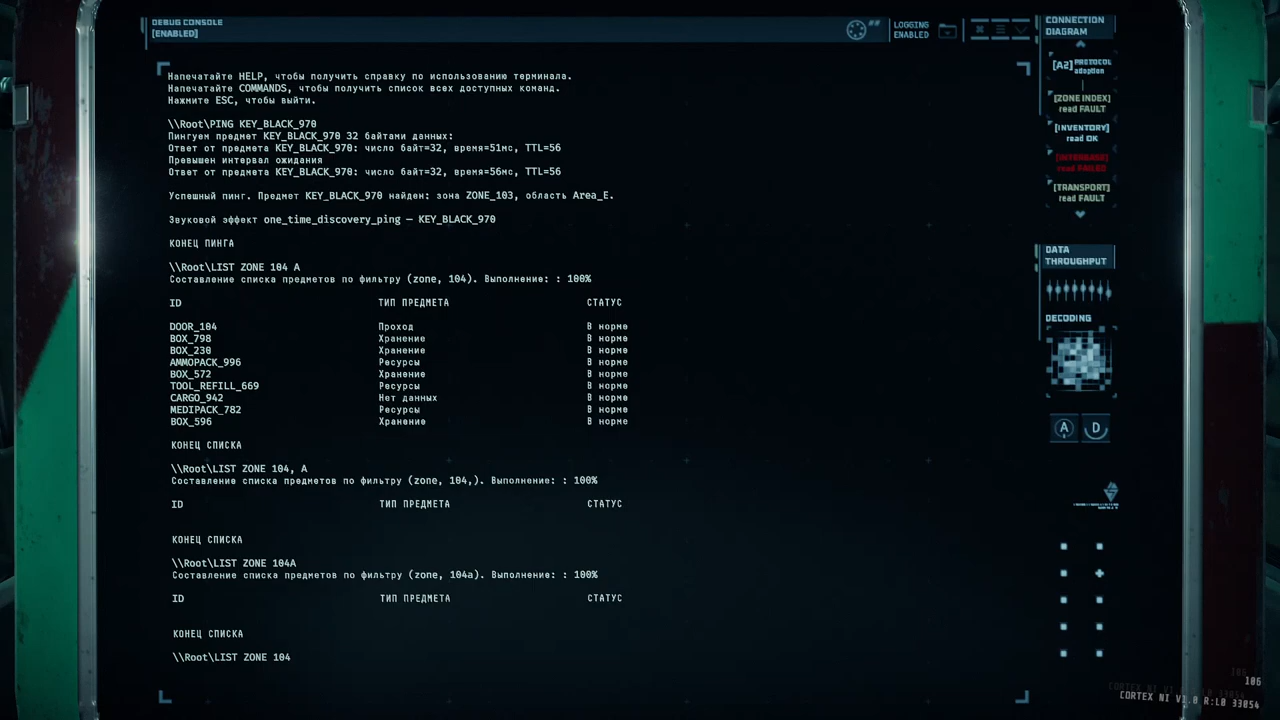 DEBUG CONSOLE
[ENABLED]
LOGGING
ENABLED
CONNECTION
DIAGRAM
Напечатайте HELP, чтобы получить справку по использованию терминала.
Напечатайте COMMANDS, чтобы получить список всех доступных команд.
Нажмите ESC, чтобы выйти.
\\Root\PING KEY_BLACK_970
Пингуем предмет KEY_BLACK_970 32 байтами данных:
Ответ от предмета KEY_BLACK_970: число байт=32, время=51мс, TTL=56
Превышен интервал ожидания
Ответ от предмета KEY_BLACK_970: число байт=32, время=56мс, TTL=56
Успешный пинг. Предмет KEY_BLACK_970 найден: зона ZONE_103, область Area_E.
Звуковой эффект one_time_discovery_ping — KEY_BLACK_970
КОНЕЦ ПИНГА
\\Root\LIST ZONE 104 A
Составление списка предметов по фильтру (zone, 104). Выполнение: : 100%
ID ТИП ПРЕДМЕТА СТАТУС
DOOR_104 Проход В норме
BOX_798 Хранение В норме
BOX_230 Хранение В норме
AMMOPACK_996 Ресурсы В норме
BOX_572 Хранение В норме
TOOL_REFILL_669 Ресурсы В норме
CARGO_942 Нет данных В норме
MEDIPACK_782 Ресурсы В норме
BOX_596 Хранение В норме
КОНЕЦ СПИСКА
\\Root\LIST ZONE 104, A
Составление списка предметов по фильтру (zone, 104,). Выполнение: : 100%
ID ТИП ПРЕДМЕТА СТАТУС
КОНЕЦ СПИСКА
\\Root\LIST ZONE 104A
Составление списка предметов по фильтру (zone, 104a). Выполнение: : 100%
ID ТИП ПРЕДМЕТА СТАТУС
КОНЕЦ СПИСКА
\\Root\LIST ZONE 104
[A2] PROTOCOL
adoption
[ZONE INDEX]
read FAULT
[INVENTORY]
read OK
read FAILED
[TRANSPORT]
read FAULT
DATA
THROUGHPUT
DECODING
A D
106
CORTEX NI V1.0 R:L0 33054